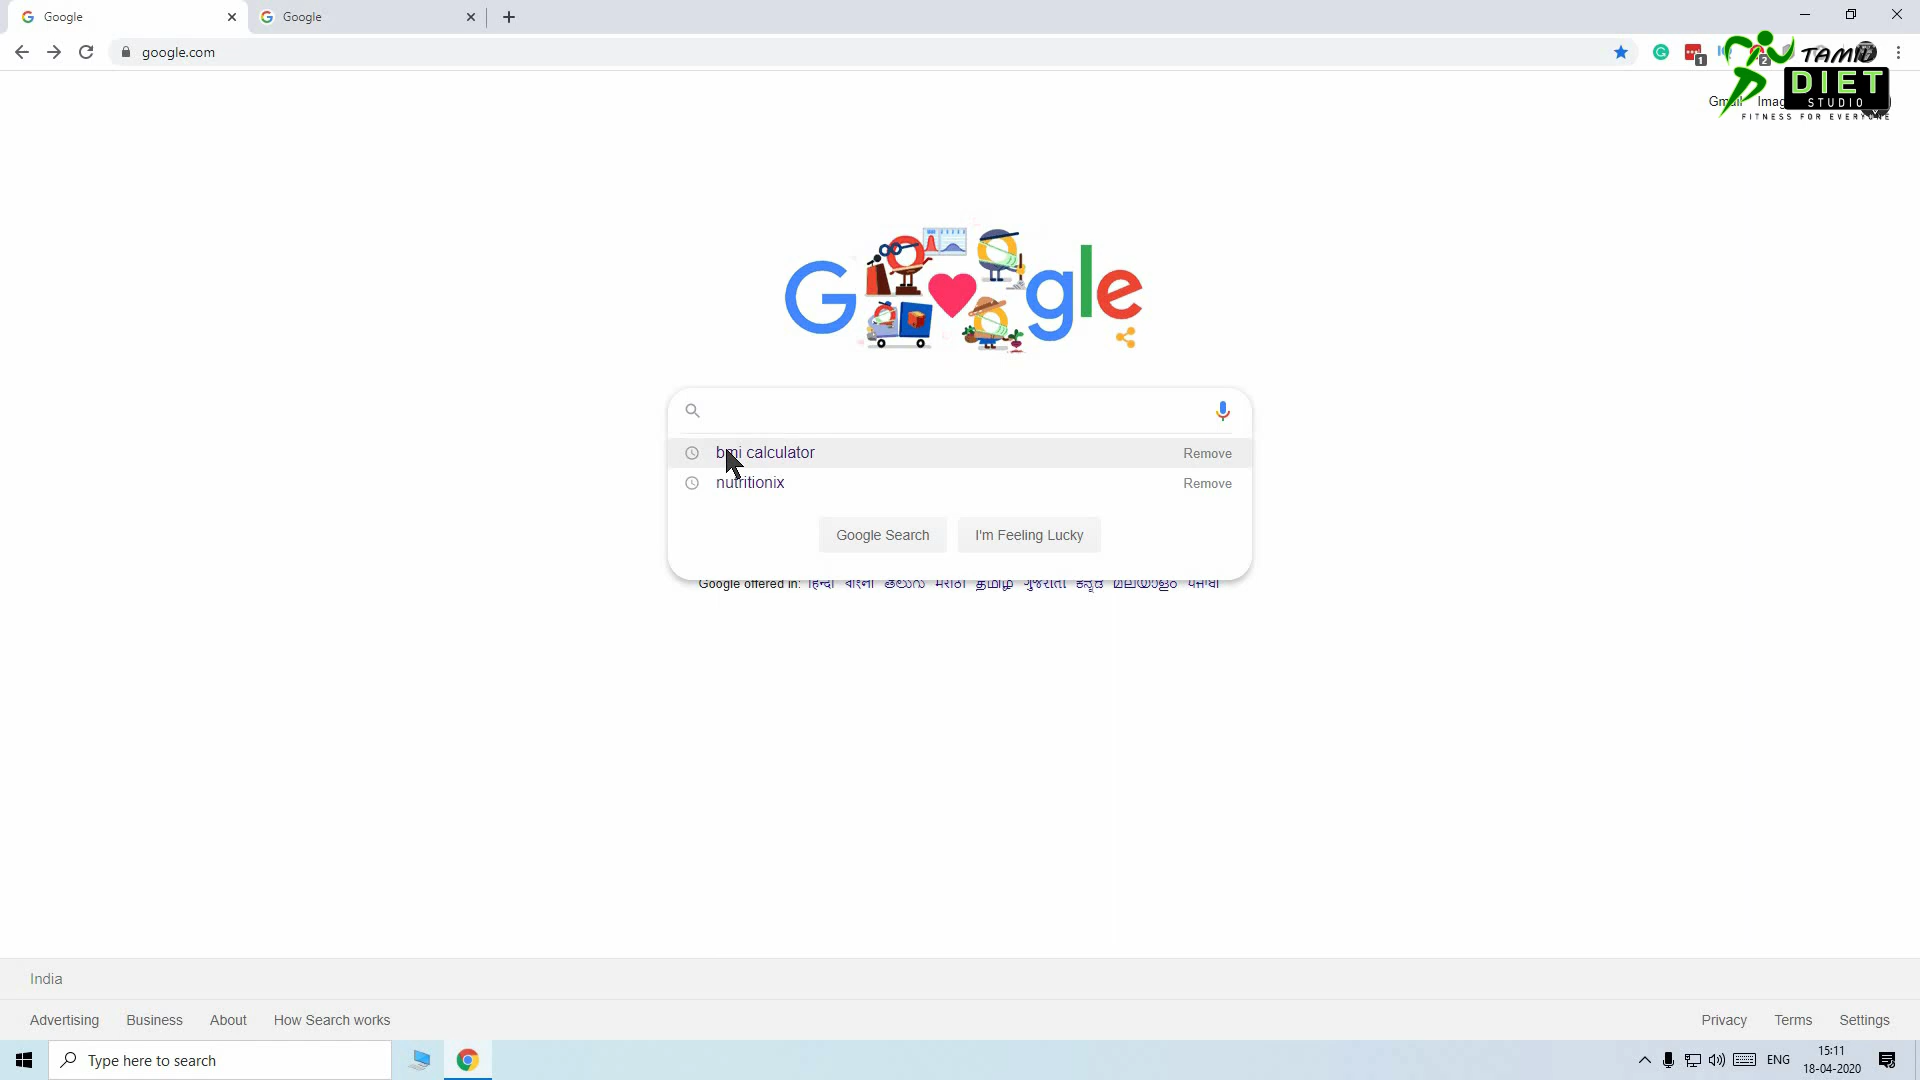 Google
Google
google.com
1
2
TAMIL
DIET
STUDIO
FITNESS FOR EVERYONE
bmi calculator
Remove
nutritionix
Remove
Google Search
I'm Feeling Lucky
Google offered in: हिन्दी বাংলা తెలుగు मराठी தமிழ் ગુજરાતી ಕನ್ನಡ മലയാളം ਪੰਜਾਬੀ
India
Advertising
Business
About
How Search works
Privacy
Terms
Settings
Type here to search
ENG
15:11
18-04-2020